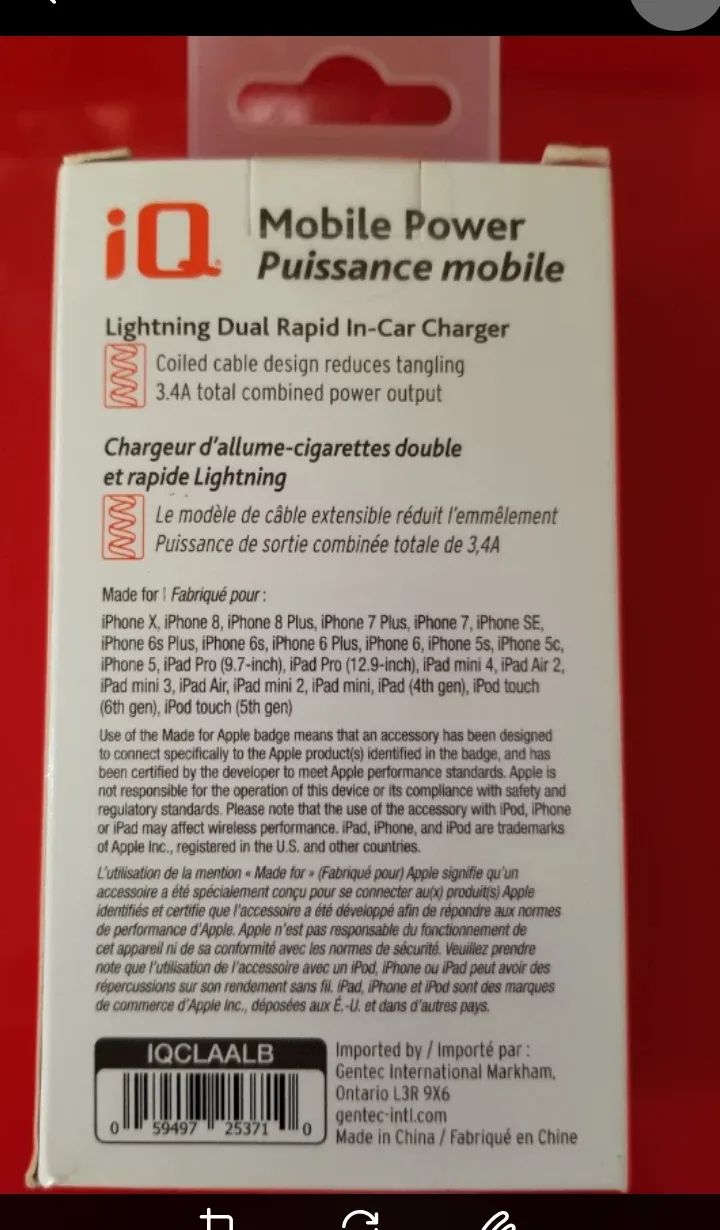 iQ
Mobile Power
Puissance mobile
Lightning Dual Rapid In-Car Charger
Coiled cable design reduces tangling
3.4A total combined power output
Chargeur d'allume-cigarettes double
et rapide Lightning
Le modèle de câble extensible réduit l'emmêlement
Puissance de sortie combinée totale de 3,4A
Made for | Fabriqué pour :
iPhone X, iPhone 8, iPhone 8 Plus, iPhone 7 Plus, iPhone 7, iPhone SE,
iPhone 6s Plus, iPhone 6s, iPhone 6 Plus, iPhone 6, iPhone 5s, iPhone 5c,
iPhone 5, iPad Pro (9.7-inch), iPad Pro (12.9-inch), iPad mini 4, iPad Air 2,
iPad mini 3, iPad Air, iPad mini 2, iPad mini, iPad (4th gen), iPod touch
(6th gen), iPod touch (5th gen)
Use of the Made for Apple badge means that an accessory has been designed
to connect specifically to the Apple product(s) identified in the badge, and has
been certified by the developer to meet Apple performance standards. Apple is
not responsible for the operation of this device or its compliance with safety and
regulatory standards. Please note that the use of the accessory with iPod, iPhone
or iPad may affect wireless performance. iPad, iPhone, and iPod are trademarks
of Apple Inc., registered in the U.S. and other countries.
L'utilisation de la mention « Made for » (Fabriqué pour) Apple signifie qu'un
accessoire a été spécialement conçu pour se connecter au(x) produit(s) Apple
identifiés et certifie que l'accessoire a été développé afin de répondre aux normes
de performance d'Apple. Apple n'est pas responsable du fonctionnement de
cet appareil ni de sa conformité avec les normes de sécurité. Veuillez prendre
note que l'utilisation de l'accessoire avec un iPod, iPhone ou iPad peut avoir des
répercussions sur son rendement sans fil. iPad, iPhone et iPod sont des marques
de commerce d'Apple Inc., déposées aux É.-U. et dans d'autres pays.
IQCLAALB
0 59497 25371 0
Imported by / Importé par :
Gentec International Markham,
Ontario L3R 9X6
gentec-intl.com
Made in China / Fabriqué en Chine